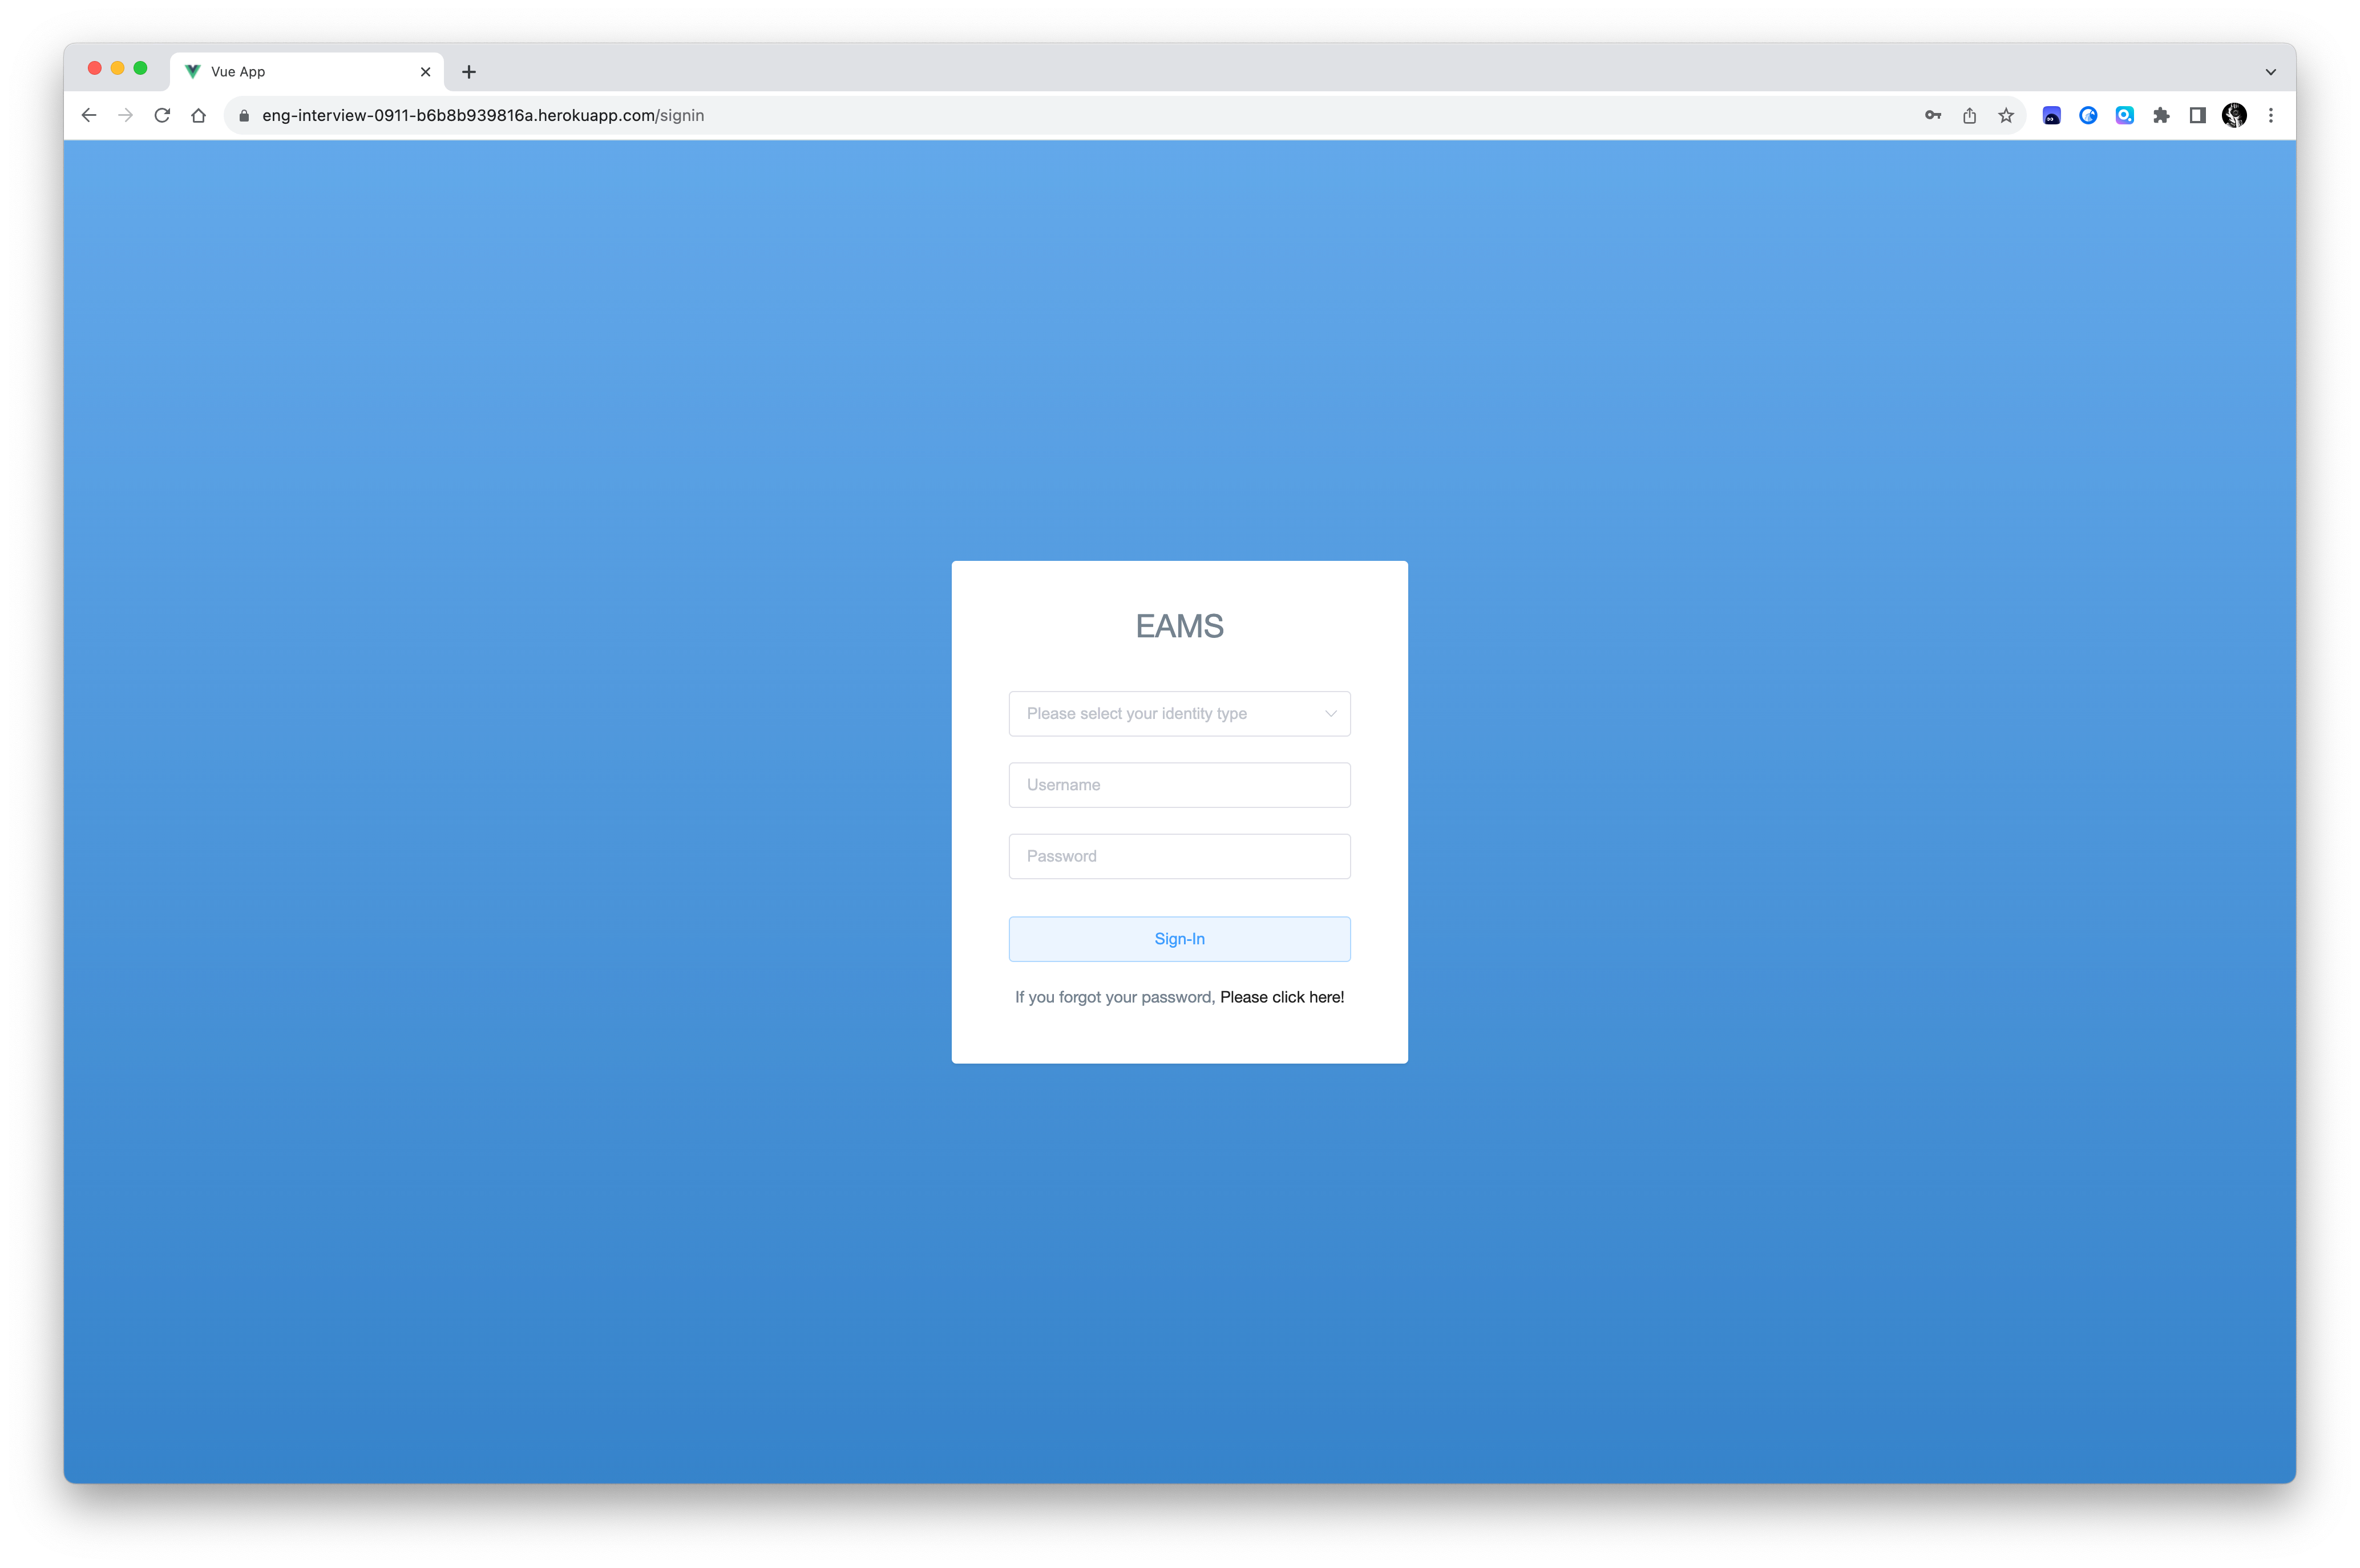 Vue App
eng-interview-0911-b6b8b939816a.herokuapp.com/signin
EAMS
Please select your identity type
Username
Password
Sign-In
If you forgot your password, Please click here!